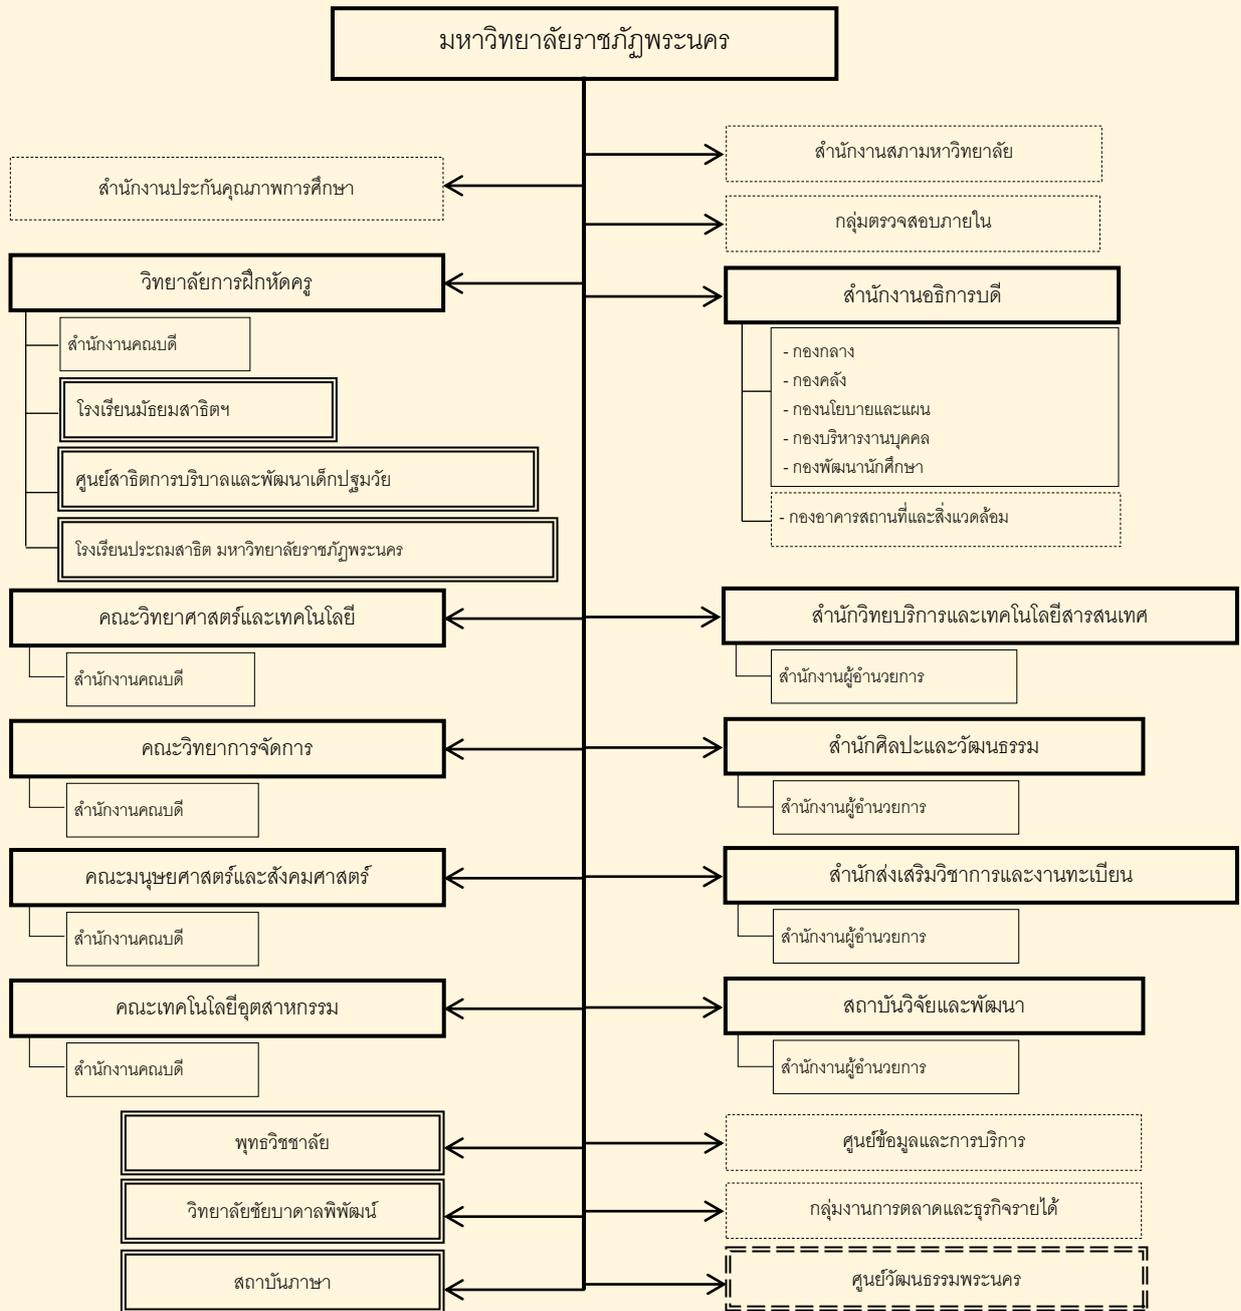 มหาวิทยาลัยราชภัฏพระนคร
สำนักงานประกันคุณภาพการศึกษา
วิทยาลัยการฝึกหัดครู
สำนักงานคณบดี
โรงเรียนมัธยมสาธิตฯ
ศูนย์สาธิตการบริบาลและพัฒนาเด็กปฐมวัย
โรงเรียนประถมสาธิต มหาวิทยาลัยราชภัฏพระนคร
คณะวิทยาศาสตร์และเทคโนโลยี
สำนักงานคณบดี
คณะวิทยาการจัดการ
สำนักงานคณบดี
คณะมนุษยศาสตร์และสังคมศาสตร์
สำนักงานคณบดี
คณะเทคโนโลยีอุตสาหกรรม
สำนักงานคณบดี
พุทธวิชชาลัย
วิทยาลัยชัยบาดาลพิพัฒน์
สถาบันภาษา
สำนักงานสภามหาวิทยาลัย
กลุ่มตรวจสอบภายใน
สำนักงานอธิการบดี
- กองกลาง
- กองคลัง
- กองนโยบายและแผน
- กองบริหารงานบุคคล
- กองพัฒนานักศึกษา
- กองอาคารสถานที่และสิ่งแวดล้อม
สำนักวิทยบริการและเทคโนโลยีสารสนเทศ
สำนักงานผู้อำนวยการ
สำนักศิลปะและวัฒนธรรม
สำนักงานผู้อำนวยการ
สำนักส่งเสริมวิชาการและงานทะเบียน
สำนักงานผู้อำนวยการ
สถาบันวิจัยและพัฒนา
สำนักงานผู้อำนวยการ
ศูนย์ข้อมูลและการบริการ
กลุ่มงานการตลาดและธุรกิจรายได้
ศูนย์วัฒนธรรมพระนคร